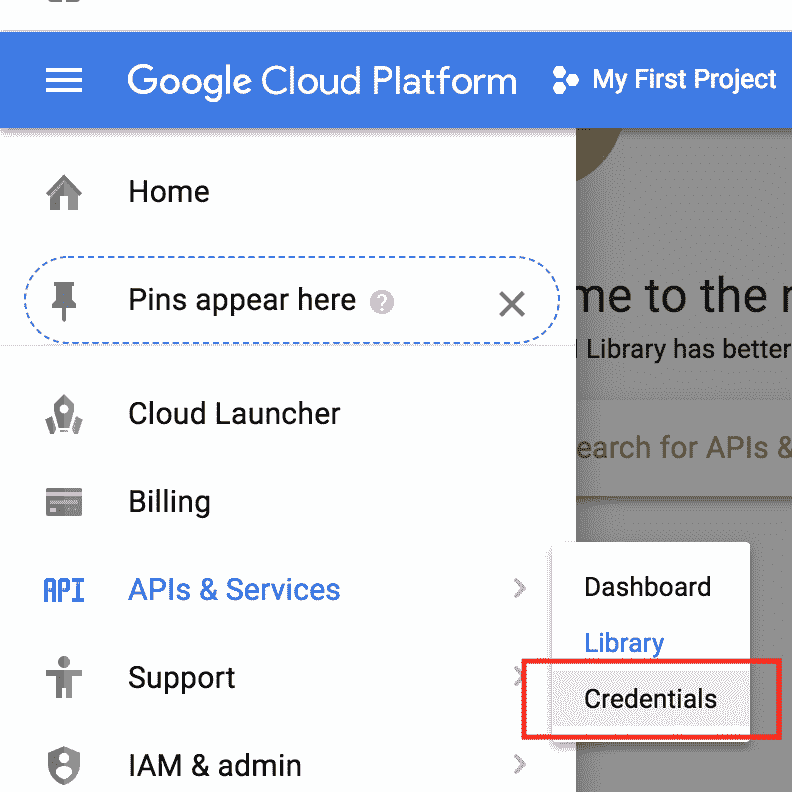 Google Cloud Platform My First Project
Home
Pins appear here ?
me to the
Library has better
Cloud Launcher
earch for APIs &
Billing
API APIs & Services
Dashboard
Library
Support
Credentials
IAM & admin